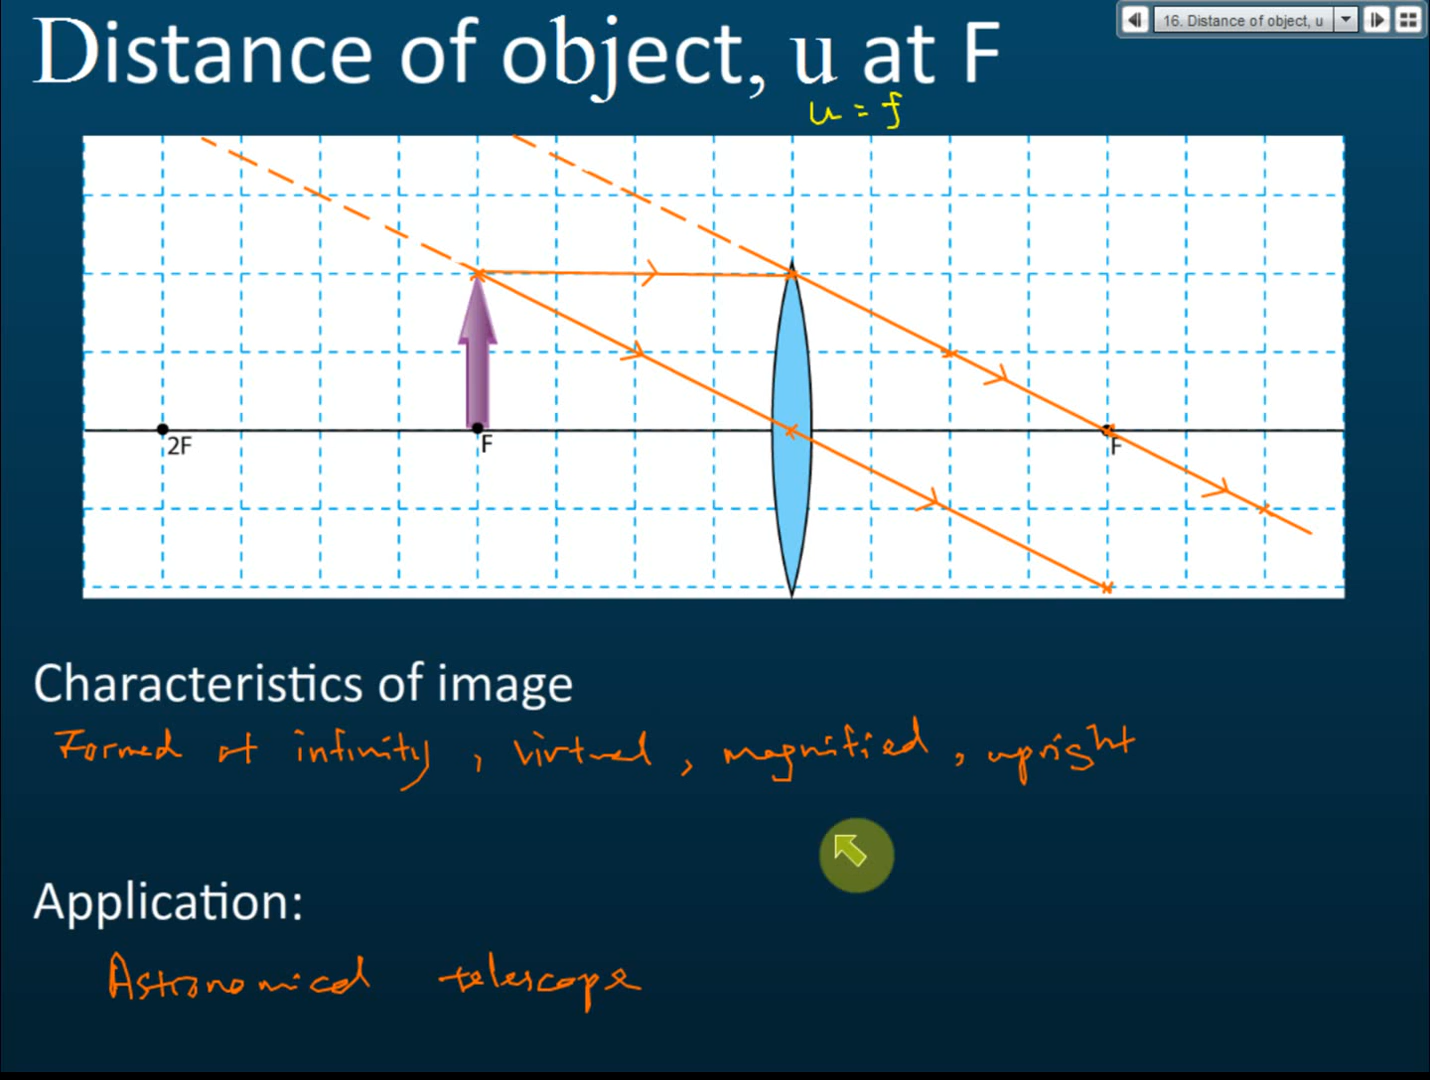 16. Distance of object, u
Distance of object, u at F
u = f
2F
F
F
Characteristics of image
Formed at infinity, virtual, magnified, upright
Application:
Astronomical telescope